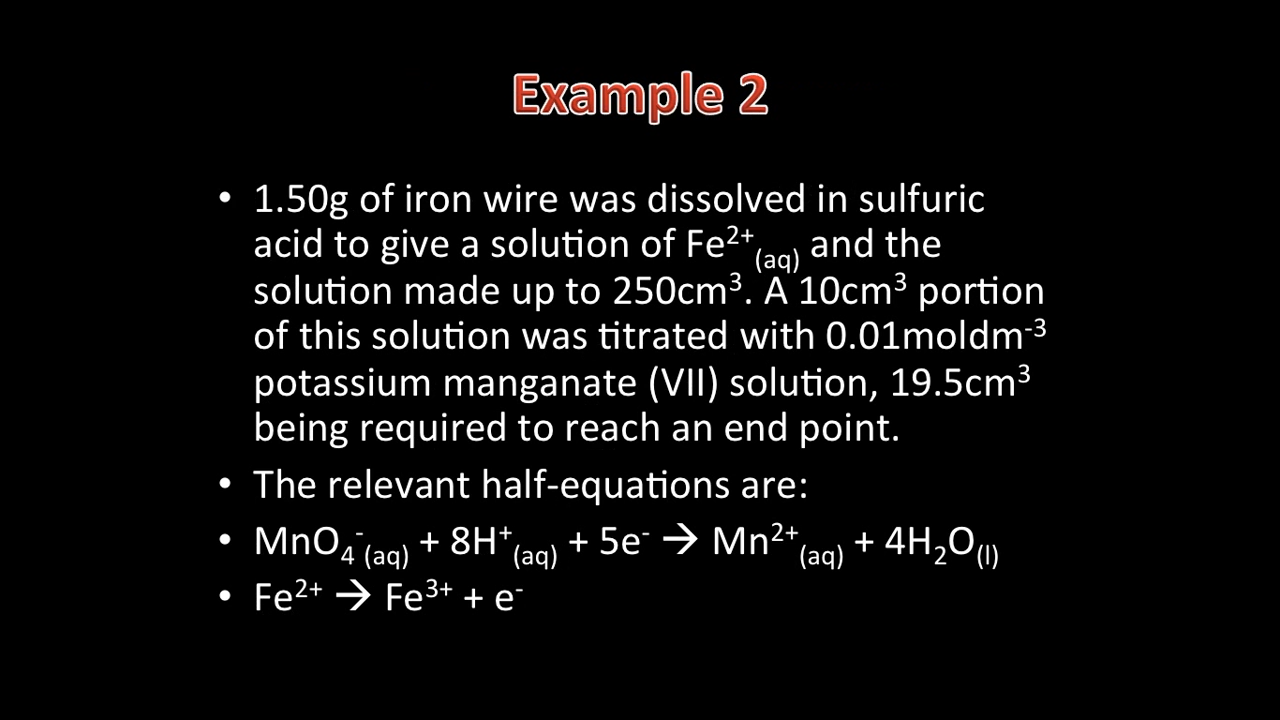 Example 2
• 1.50g of iron wire was dissolved in sulfuric
acid to give a solution of Fe²⁺(aq) and the
solution made up to 250cm³. A 10cm³ portion
of this solution was titrated with 0.01moldm⁻³
potassium manganate (VII) solution, 19.5cm³
being required to reach an end point.
• The relevant half-equations are:
• MnO₄⁻(aq) + 8H⁺(aq) + 5e⁻ → Mn²⁺(aq) + 4H₂O(l)
• Fe²⁺ → Fe³⁺ + e⁻